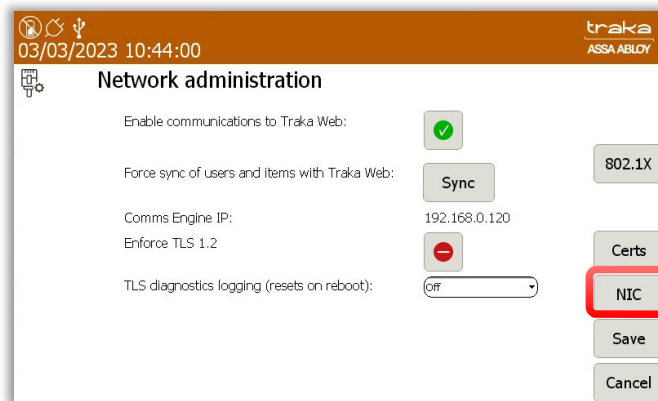 traka
03/03/2023 10:44:00
ASSA ABLOY
Network administration
Enable communications to Traka Web:
802.1X
Force sync of users and items with Traka Web:
Sync
Comms Engine IP:
192.168.0.120
Enforce TLS 1.2
Certs
TLS diagnostics logging (resets on reboot):
Off
NIC
Save
Cancel